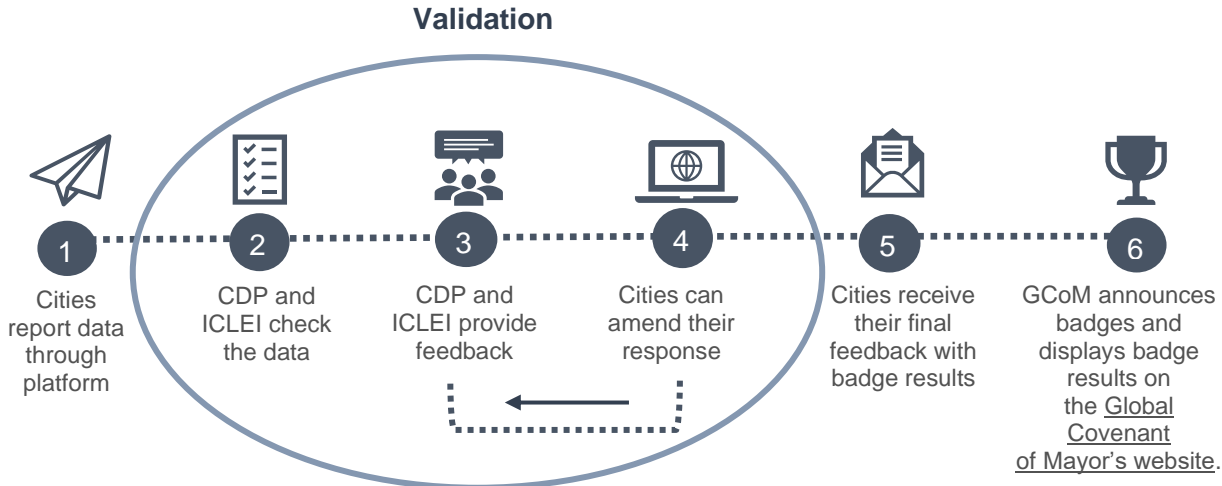 Validation
1
Cities
report data
through
platform
2
CDP and
ICLEI check
the data
3
CDP and
ICLEI provide
feedback
4
Cities can
amend their
response
5
Cities receive
their final
feedback with
badge results
6
GCoM announces
badges and
displays badge
results on
the Global
Covenant
of Mayor's website.